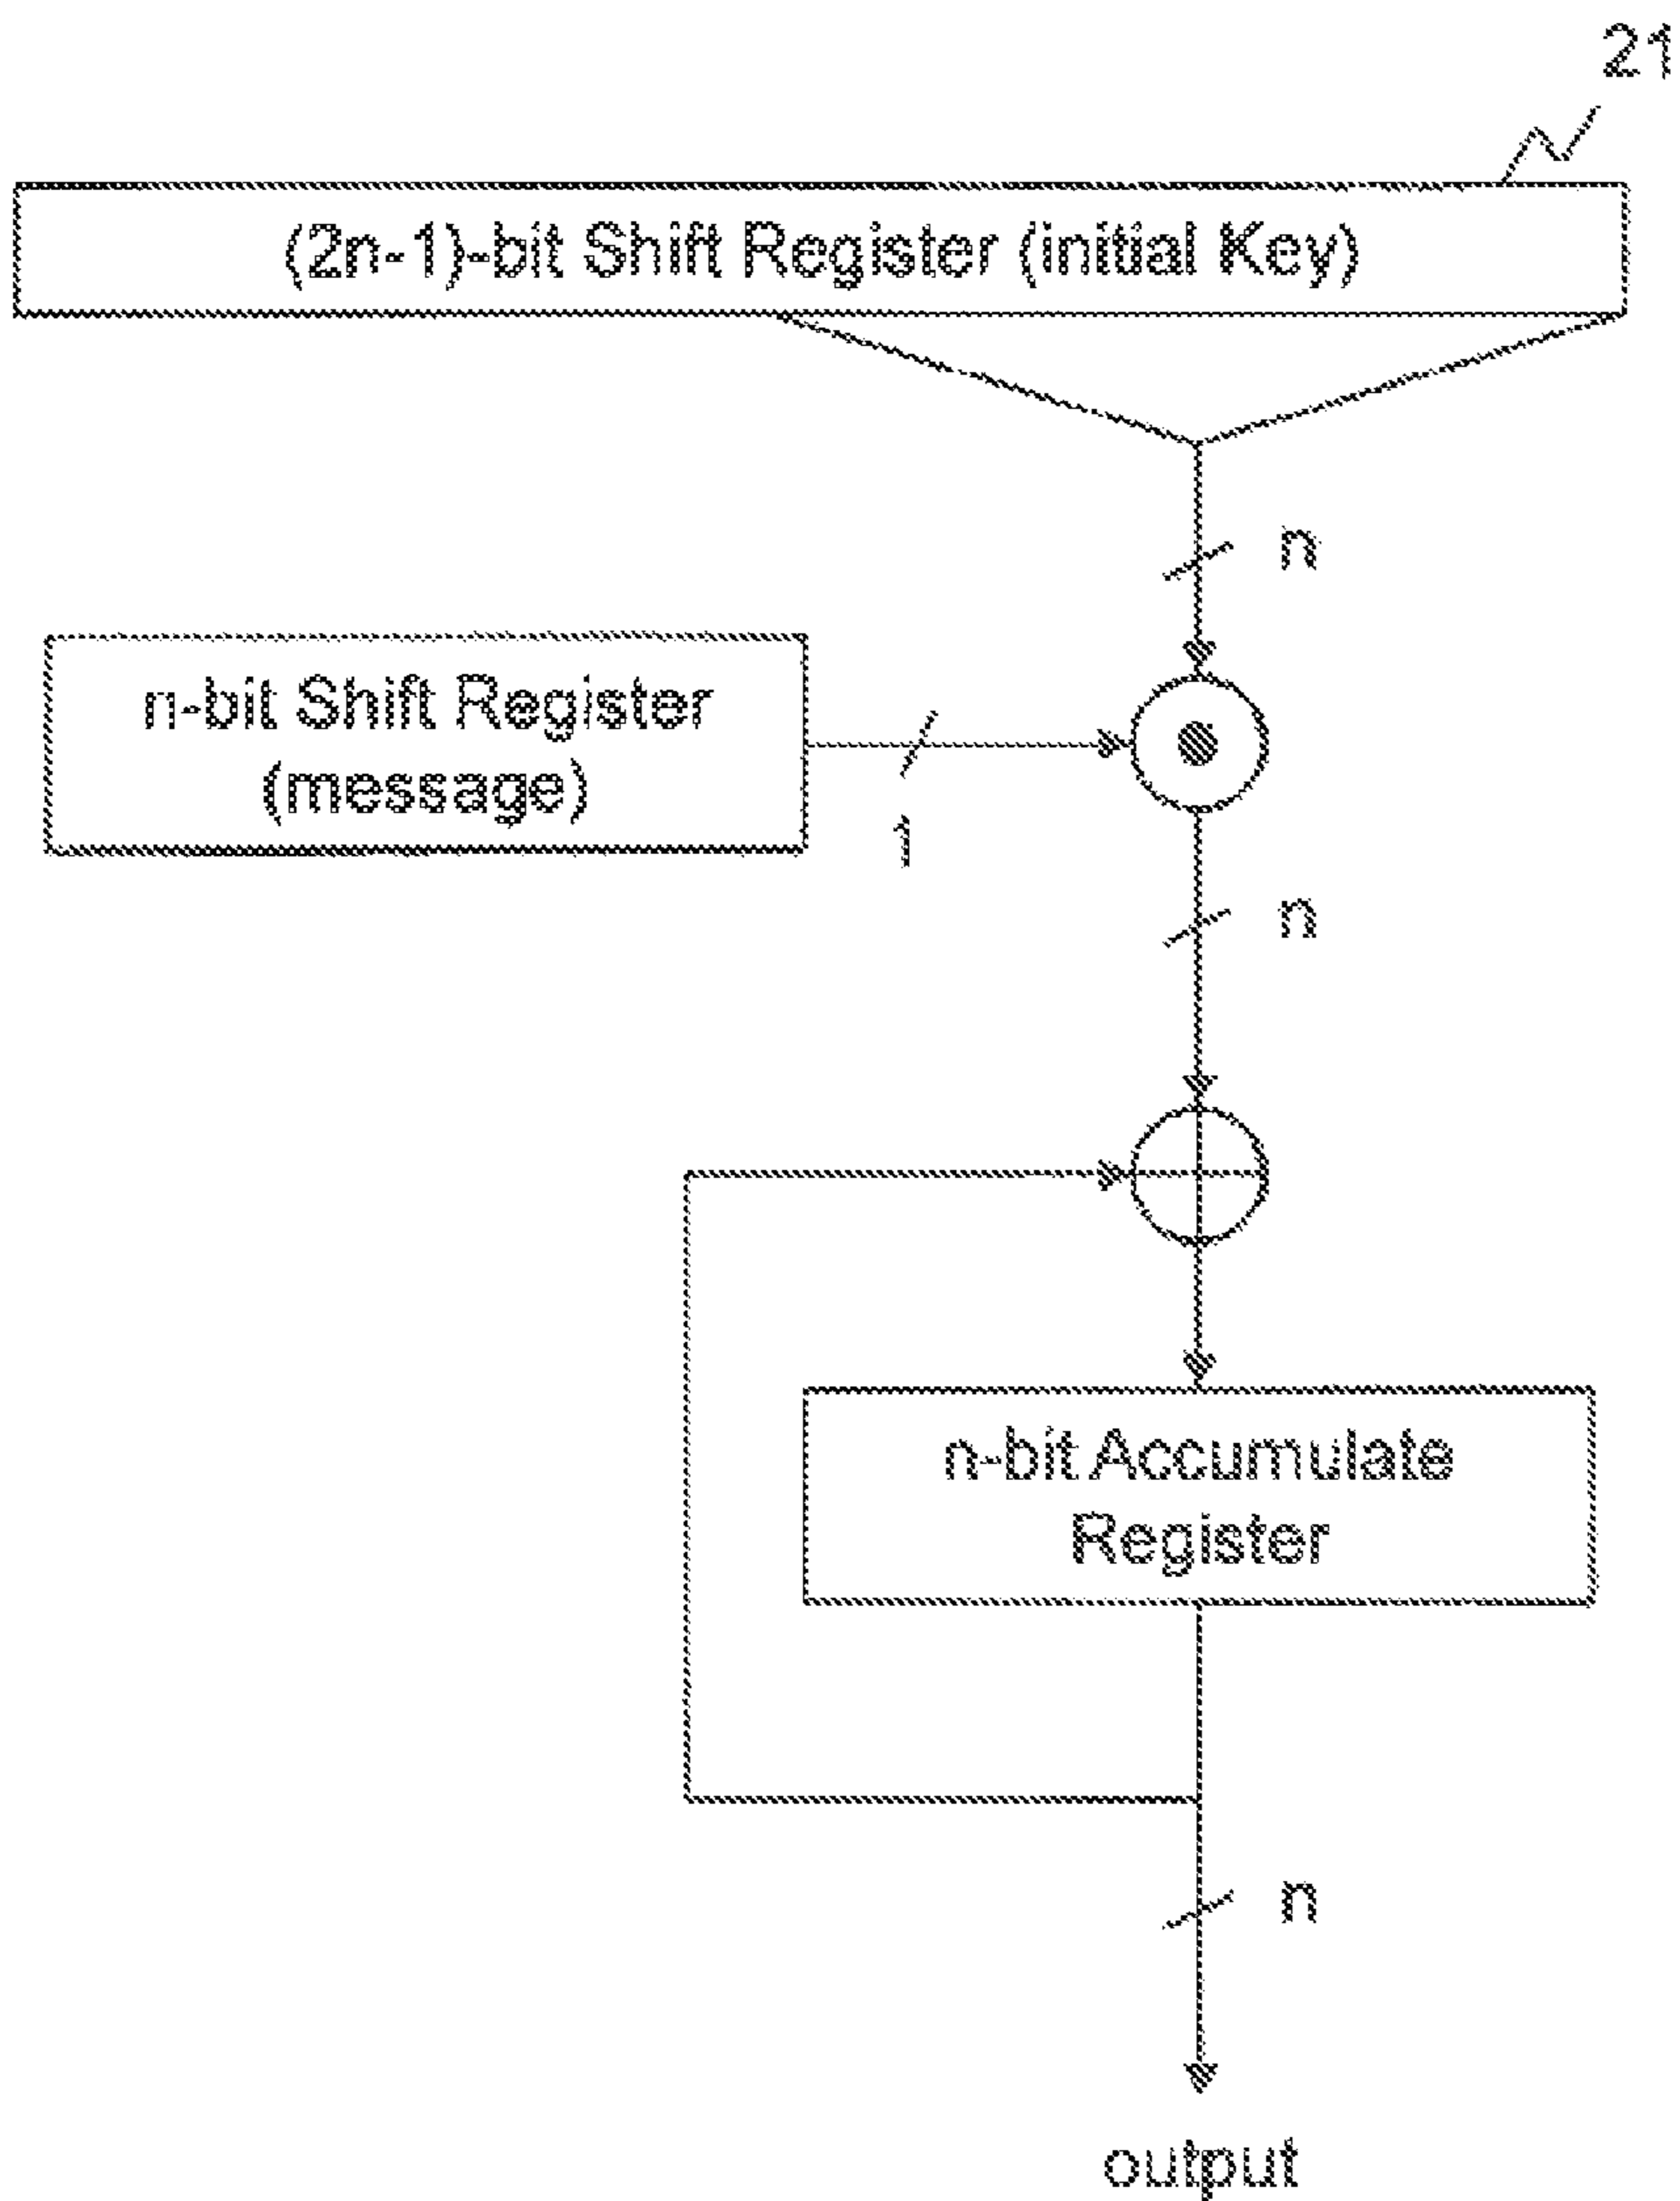 21
(2n-1)-bit Shift Register (initial Key)
n
n-bit Shift Register
(message)
1
n
n-bit Accumulate
Register
n
output